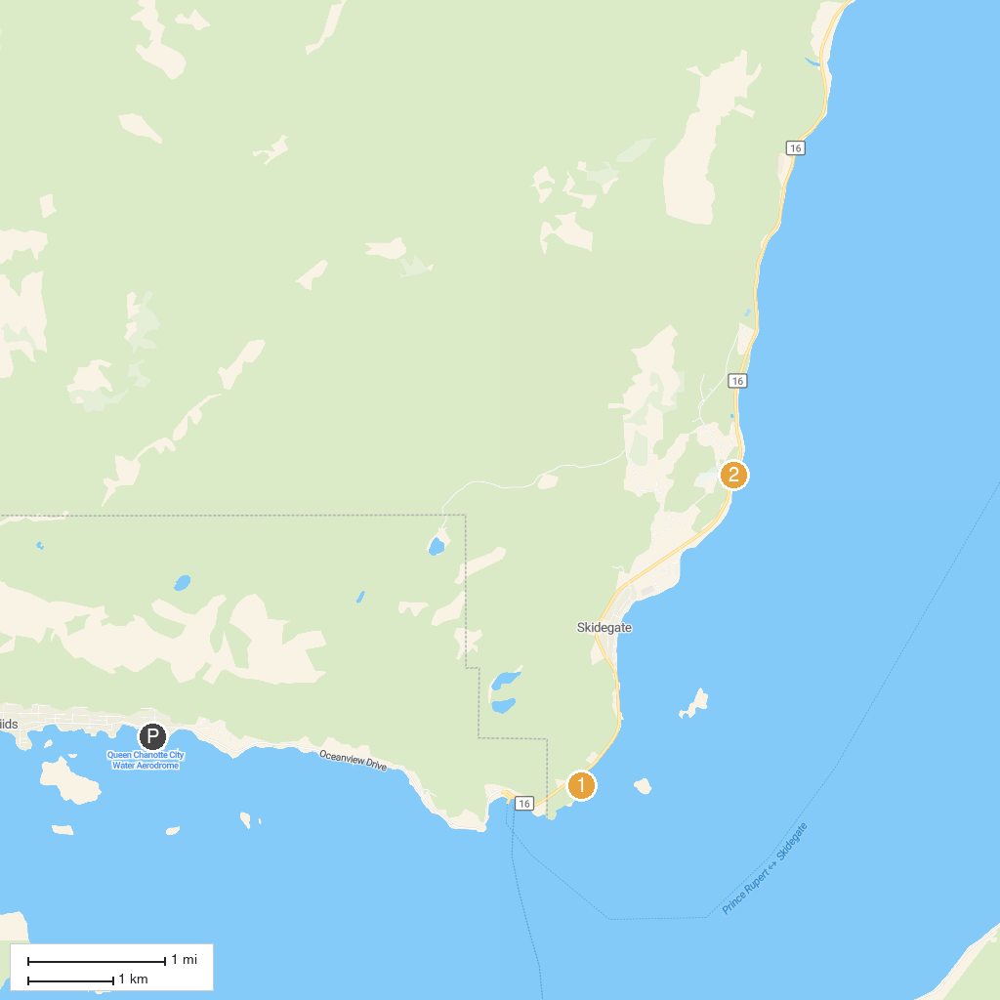 16
16
2
Skidegate
iids
P
Queen Charlotte City
Water Aerodrome
Oceanview Drive
1
16
Prince Rupert ↔ Skidegate
1 mi
1 km